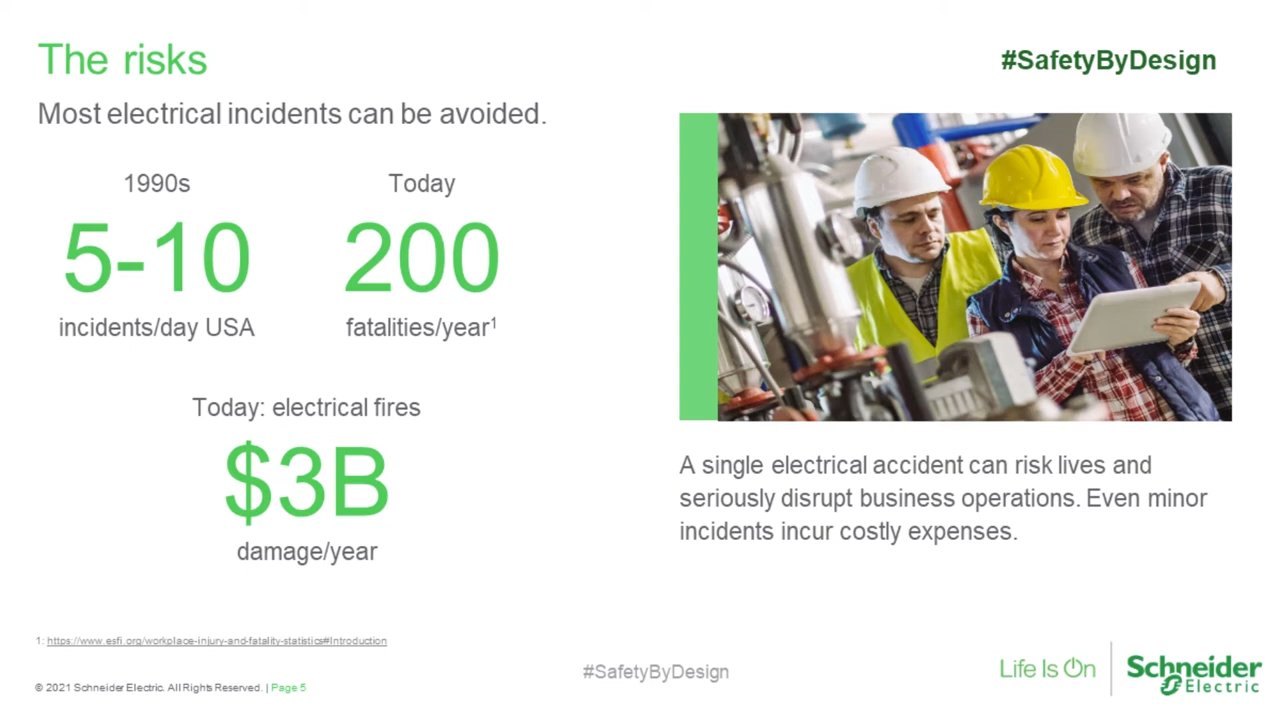 The risks
#SafetyByDesign
Most electrical incidents can be avoided.
1990s
5-10
incidents/day USA
Today
200
fatalities/year¹
Today: electrical fires
$3B
damage/year
A single electrical accident can risk lives and
seriously disrupt business operations. Even minor
incidents incur costly expenses.
1: https://www.esfi.org/workplace-injury-and-fatality-statistics#Introduction
© 2021 Schneider Electric. All Rights Reserved. | Page 5
#SafetyByDesign
Life Is On
Schneider
Electric